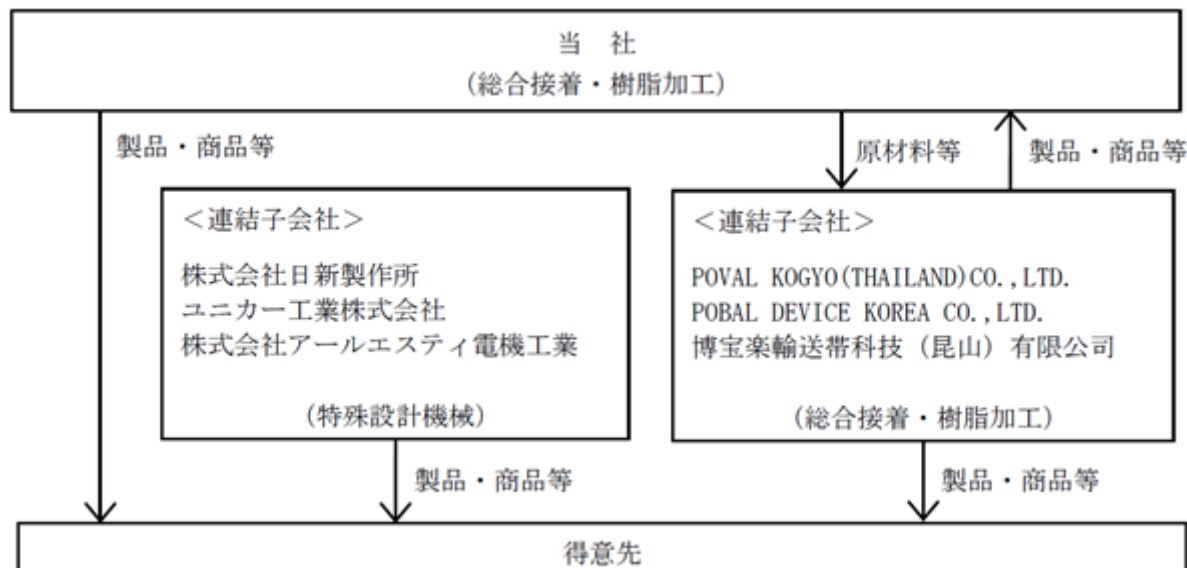 当　社
(総合接着・樹脂加工)
製品・商品等
原材料等
製品・商品等
＜連結子会社＞
株式会社日新製作所
ユニカー工業株式会社
株式会社アールエスティ電機工業
(特殊設計機械)
＜連結子会社＞
POVAL KOGYO(THAILAND)CO.,LTD.
POBAL DEVICE KOREA CO.,LTD.
博宝楽輸送帯科技（昆山）有限公司
(総合接着・樹脂加工)
製品・商品等
製品・商品等
得意先